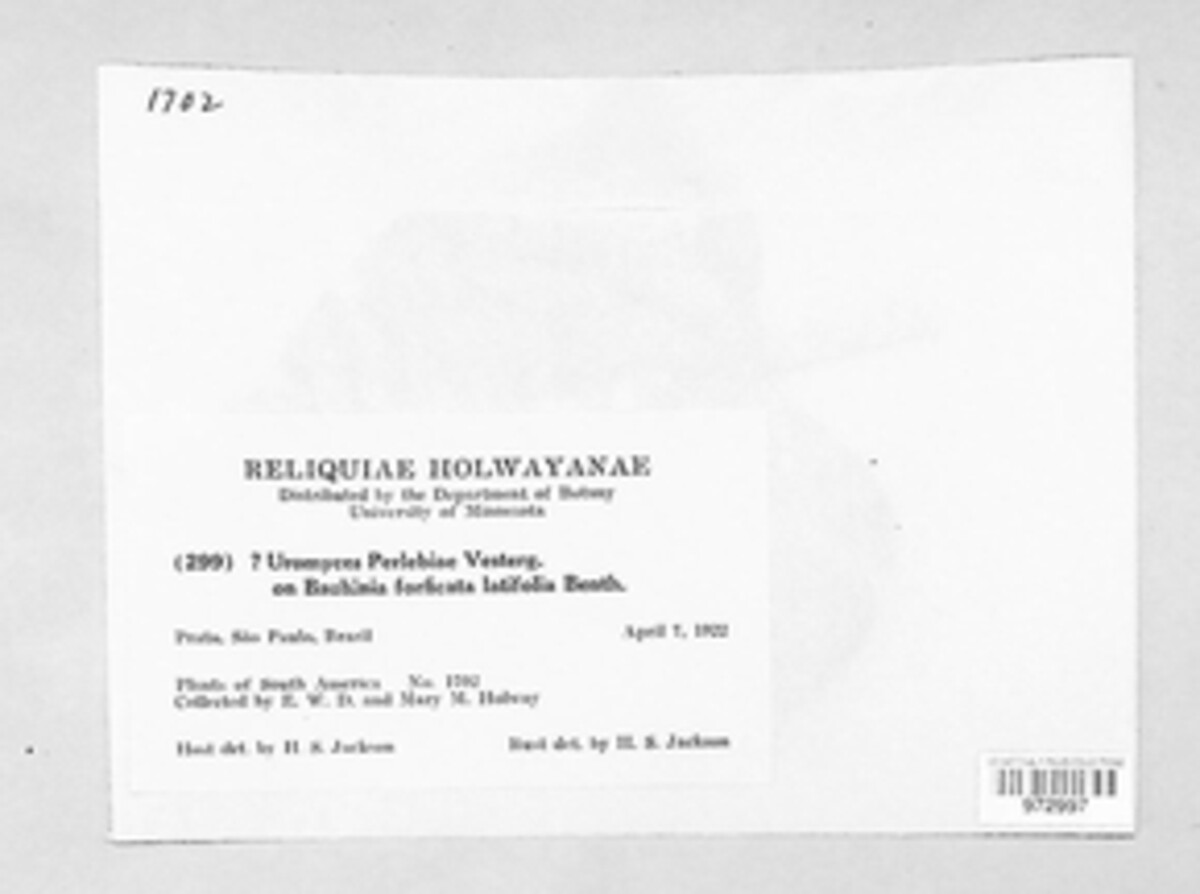 1702
RELIQUIAE HOLWAYANAE
Distributed by the Department of Botany
University of Minnesota
(299) ? Uromyces Perlebiae Vesterg.
on Bauhinia forficata latifolia Benth.
Prata, São Paulo, Brazil April 7, 1922
Plants of South America No. 1702
Collected by E. W. D. and Mary M. Holway
Host det. by H. S. Jackson Rust det. by H. S. Jackson
972997